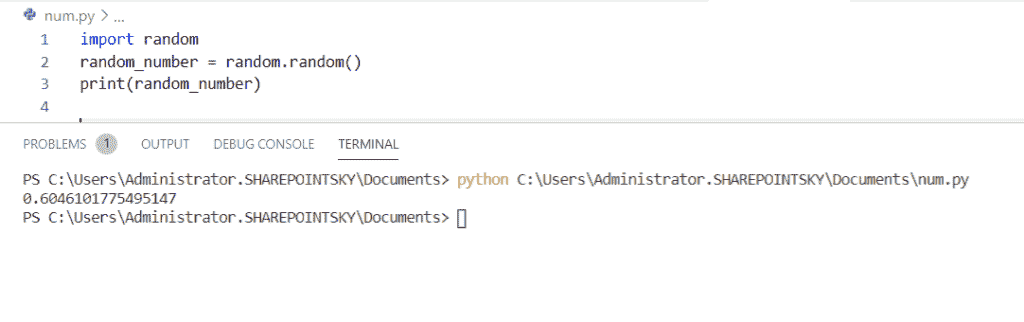 num.py > ...
1 import random
2 random_number = random.random()
3 print(random_number)
4
PROBLEMS 1 OUTPUT DEBUG CONSOLE TERMINAL
PS C:\Users\Administrator.SHAREPOINTSKY\Documents> python C:\Users\Administrator.SHAREPOINTSKY\Documents\num.py
0.6046101775495147
PS C:\Users\Administrator.SHAREPOINTSKY\Documents>